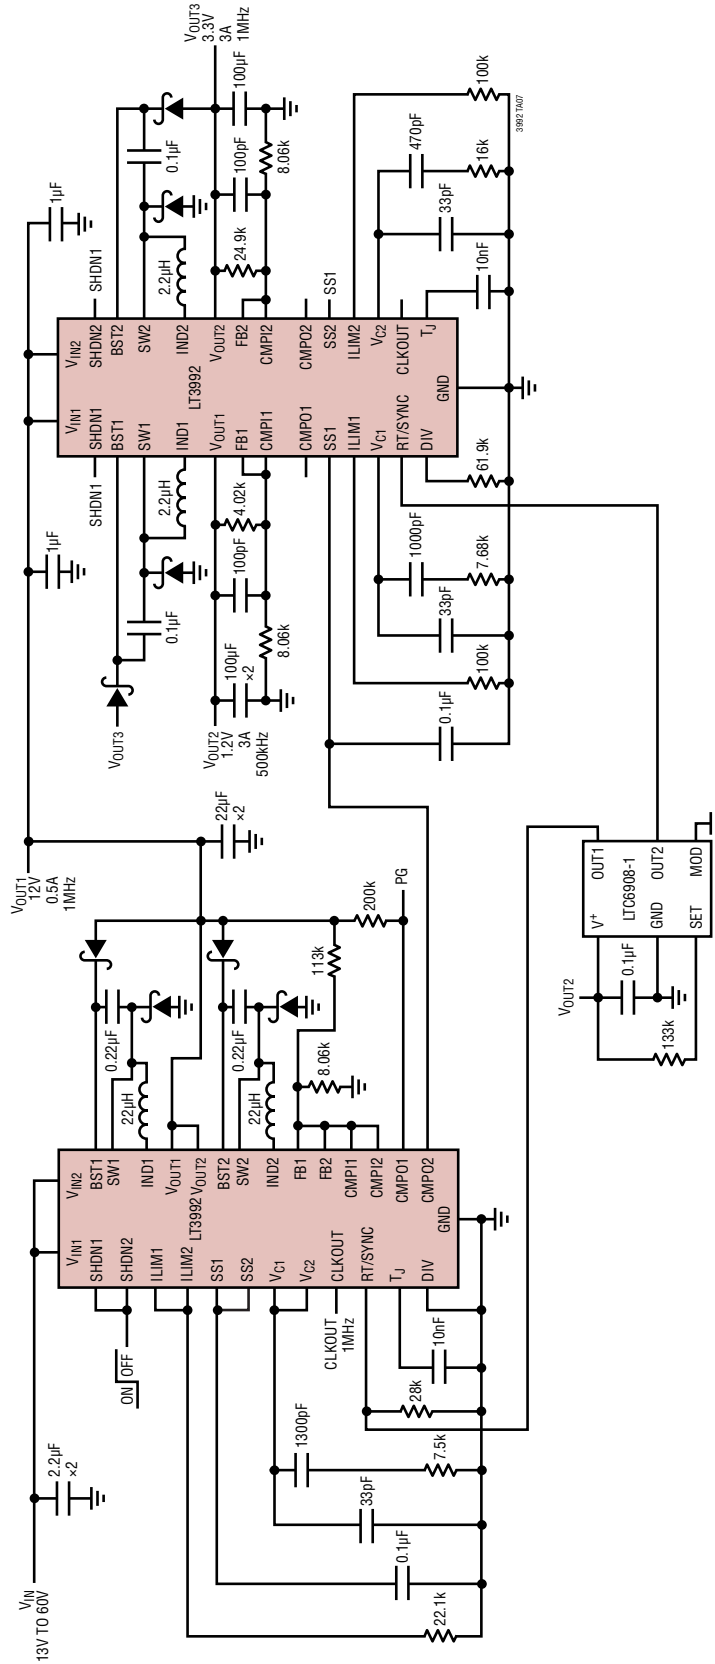 VIN
13V TO 60V
2.2µF
×2
ON OFF
VIN1
VIN2
SHDN1
SHDN2
ILIM1
ILIM2
SS1
SS2
VC1
VC2
CLKOUT
RT/SYNC
TJ
DIV
LT3992
BST1
SW1
IND1
VOUT1
VOUT2
BST2
SW2
IND2
FB1
FB2
CMPI1
CMPI2
CMPO1
CMPO2
GND
CLKOUT
1MHz
22.1k
0.1µF
33pF
1300pF
7.5k
28k
10nF
0.22µF
22µH
0.22µF
22µH
8.06k
113k
200k
PG
22µF
×2
VOUT1
12V
0.5A
1MHz
VOUT2
0.1µF
133k
V+
GND
SET
LTC6908-1
OUT1
OUT2
MOD
VOUT3
VOUT2
1.2V
3A
500kHz
100µF
×2
0.1µF
1µF
2.2µH
100pF
4.02k
8.06k
SHDN1
0.1µF
100k
33pF
1000pF
7.68k
61.9k
VIN1
VIN2
SHDN1
BST1
SW1
IND1
VOUT1
FB1
CMPI1
CMPO1
SS1
ILIM1
VC1
RT/SYNC
DIV
LT3992
GND
SHDN2
BST2
SW2
IND2
VOUT2
FB2
CMPI2
CMPO2
SS2
ILIM2
VC2
CLKOUT
TJ
SHDN1
SS1
1µF
2.2µH
0.1µF
24.9k
100pF
8.06k
100µF
VOUT3
3.3V
3A
1MHz
10nF
33pF
470pF
16k
100k
3992 TA07